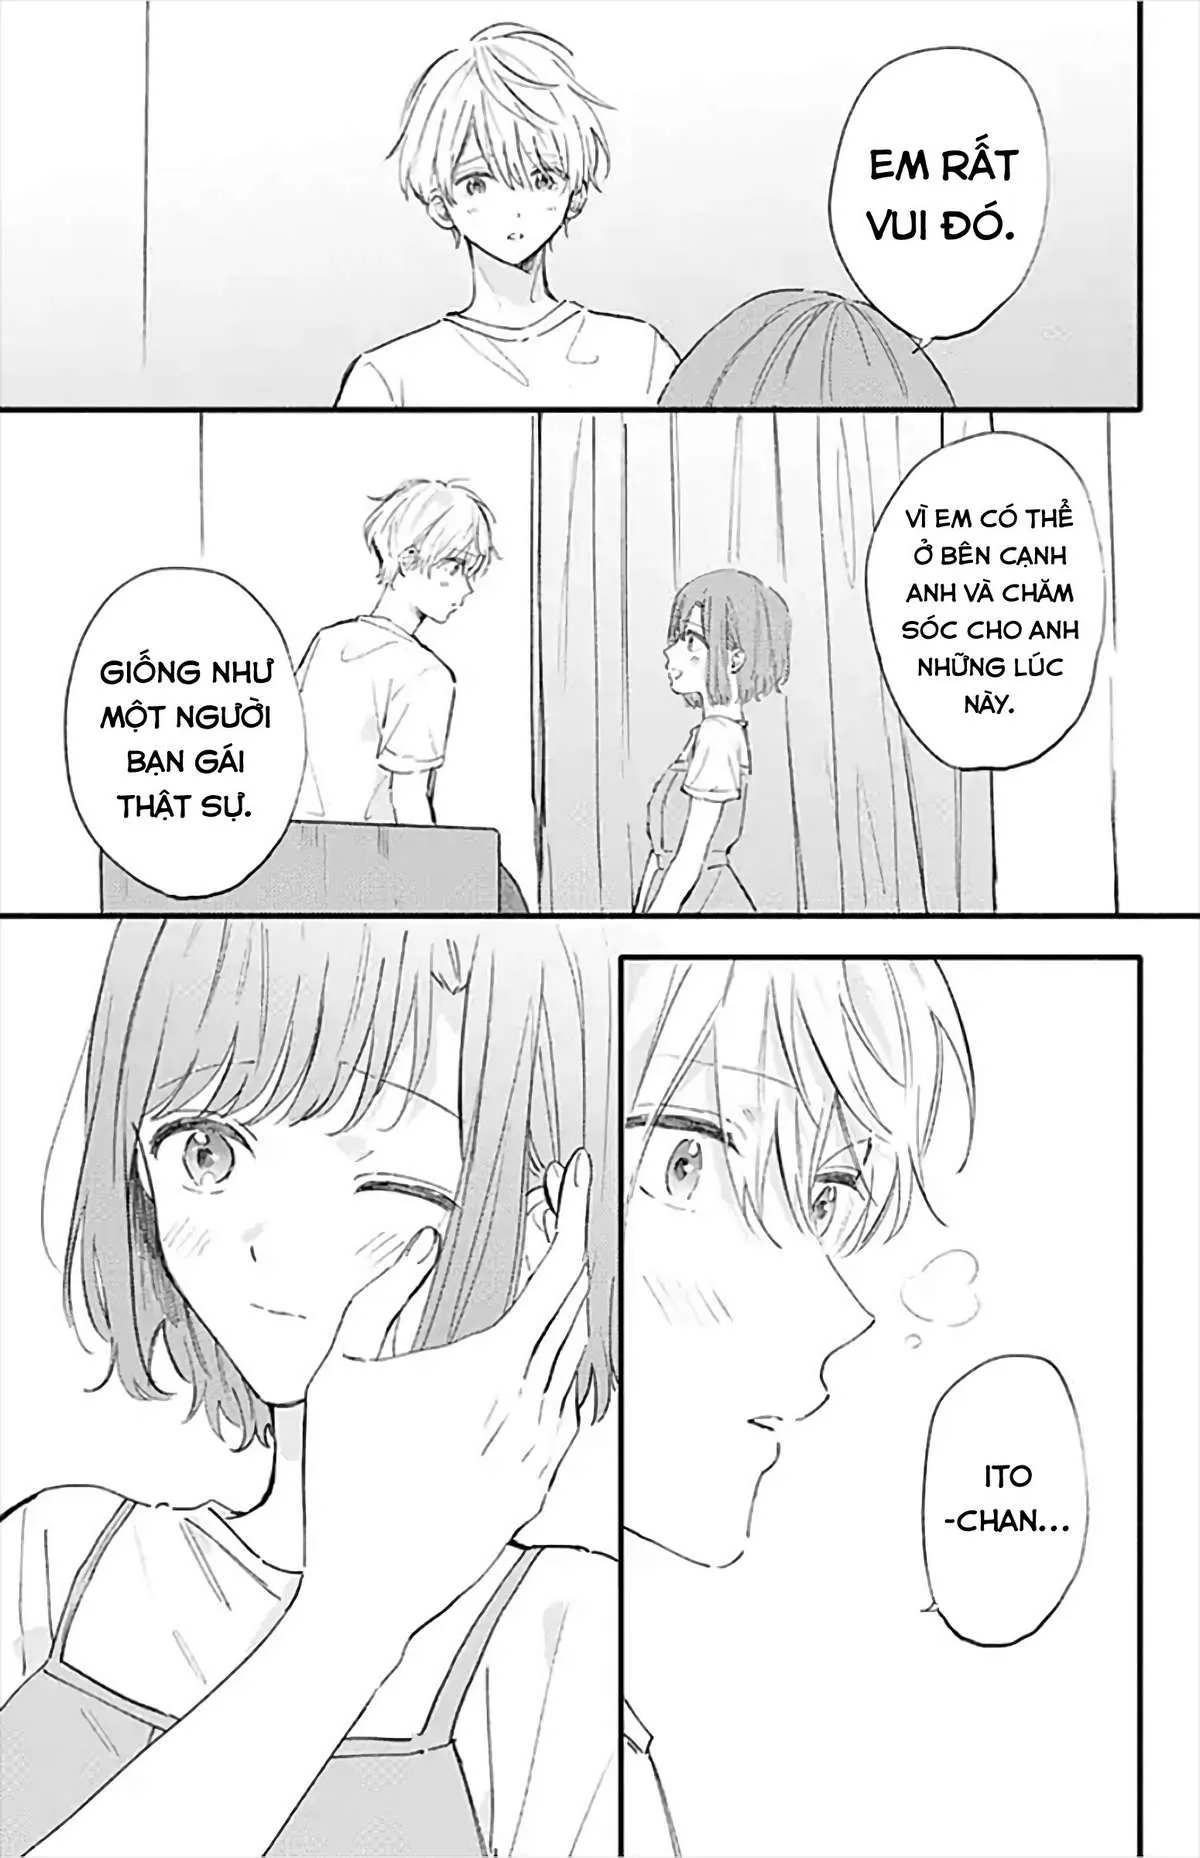 EM RẤT
VUI ĐÓ.
VÌ EM CÓ THỂ
Ở BÊN CẠNH
ANH VÀ CHĂM
SÓC CHO ANH
NHỮNG LÚC
NÀY.
GIỐNG NHƯ
MỘT NGƯỜI
BẠN GÁI
THẬT SỰ.
ITO
-CHAN...